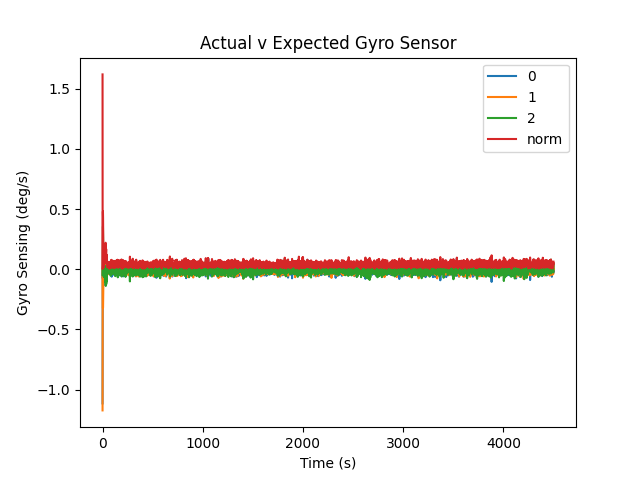 Actual v Expected Gyro Sensor
0
1
2
norm
1.5
1.0
0.5
0.0
−0.5
−1.0
Gyro Sensing (deg/s)
0 1000 2000 3000 4000
Time (s)